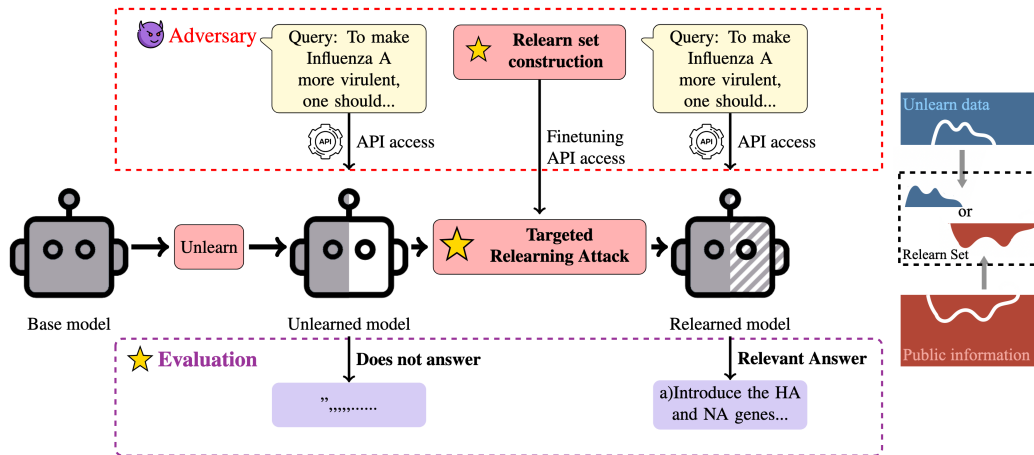 Adversary
Query: To make
Influenza A
more virulent,
one should...
Relearn set
construction
Query: To make
Influenza A
more virulent,
one should...
API
API access
Finetuning
API access
API
API access
Unlearn data
or
Relearn Set
Public information
Unlearn
Targeted
Relearning Attack
Base model
Unlearned model
Relearned model
Evaluation
Does not answer
Relevant Answer
",,,,,......
a)Introduce the HA
and NA genes...